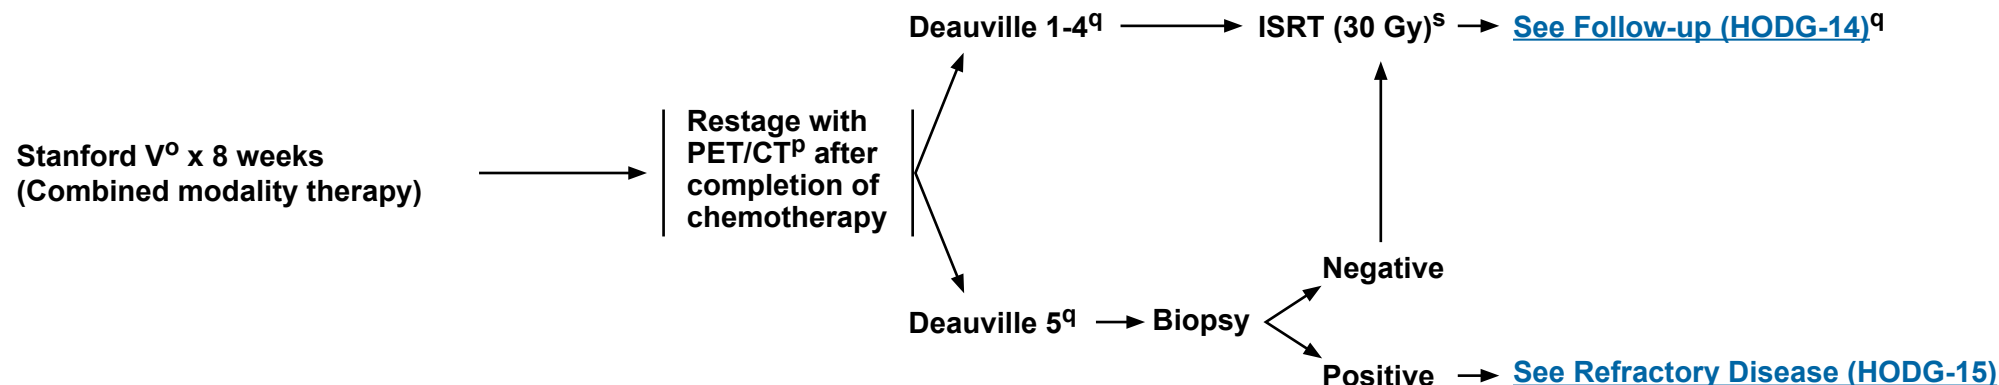 Deauville 1-4q
ISRT (30 Gy)s
See Follow-up (HODG-14)q
Stanford Vo x 8 weeks
(Combined modality therapy)
Restage with
PET/CTp after
completion of
chemotherapy
Deauville 5q
Biopsy
Negative
Positive
See Refractory Disease (HODG-15)